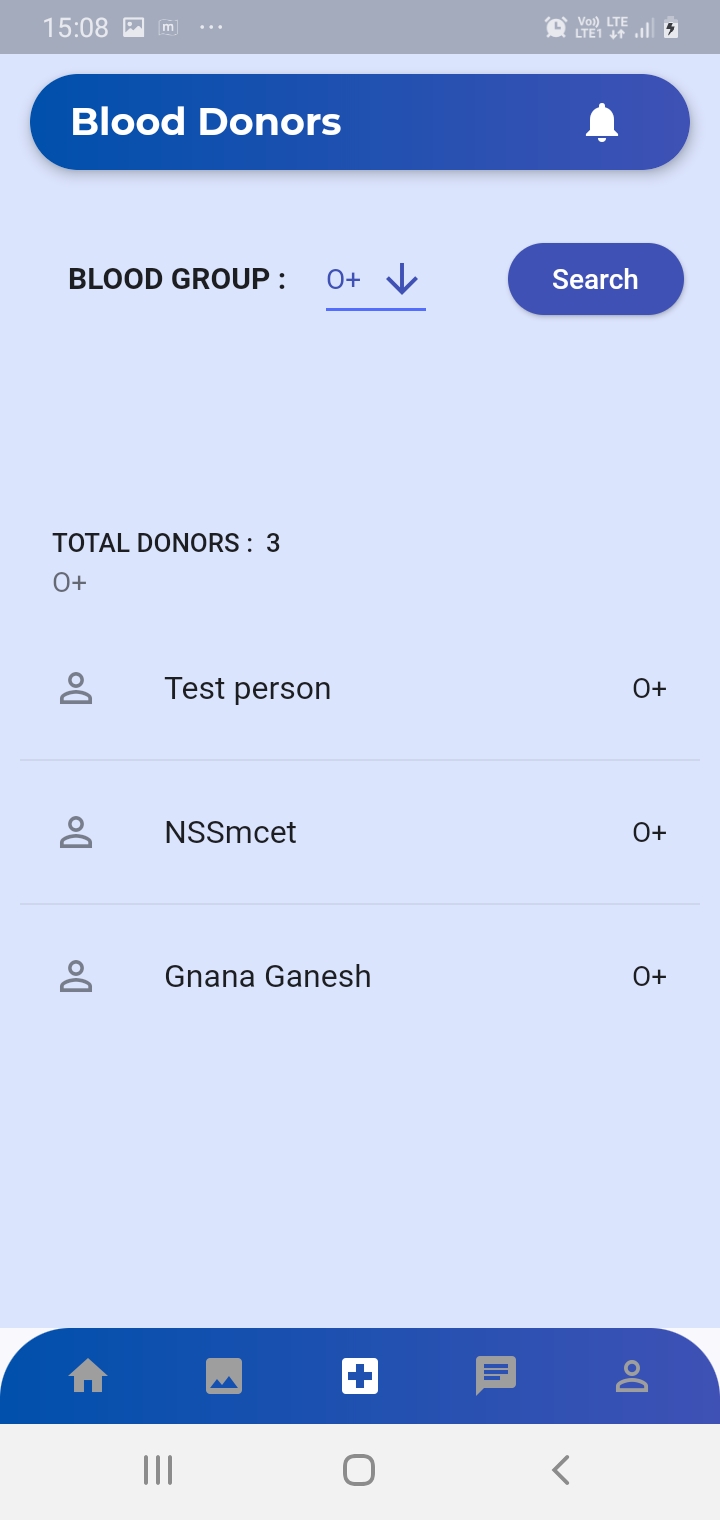 15:08 m ... Vo)) LTE LTE1
Blood Donors
BLOOD GROUP : O+ Search
TOTAL DONORS : 3
O+
Test person O+
NSSmcet O+
Gnana Ganesh O+